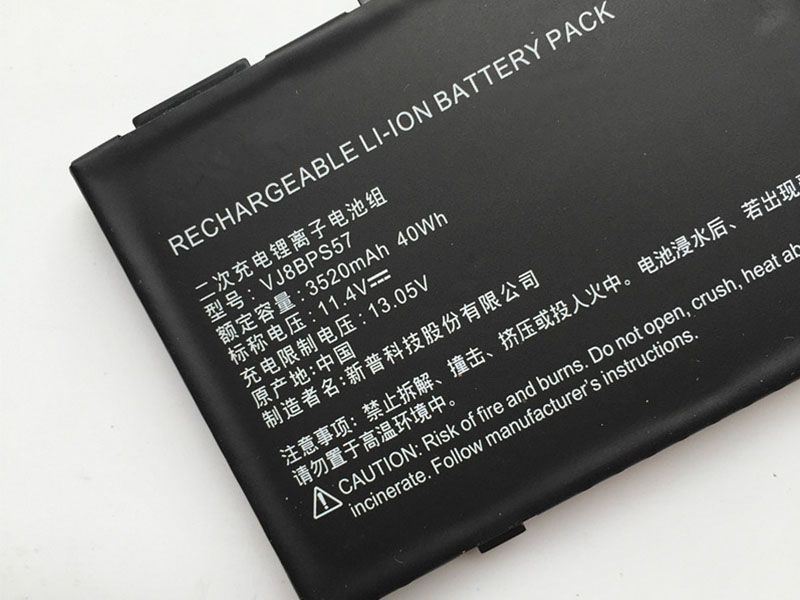 RECHARGEABLE LI-ION BATTERY PACK
二次充电锂离子电池组
型号: VJ8BPS57
额定容量: 3520mAh 40Wh
标称电压: 11.4V⎓
充电限制电压: 13.05V
原产地: 中国
制造者名: 新普科技股份有限公司
注意事项: 禁止拆解、撞击、挤压或投入火中。电池浸水后、若出现
请勿置于高温环境中。
⚠ CAUTION: Risk of fire and burns. Do not open, crush, heat
incinerate. Follow manufacturer's instructions.